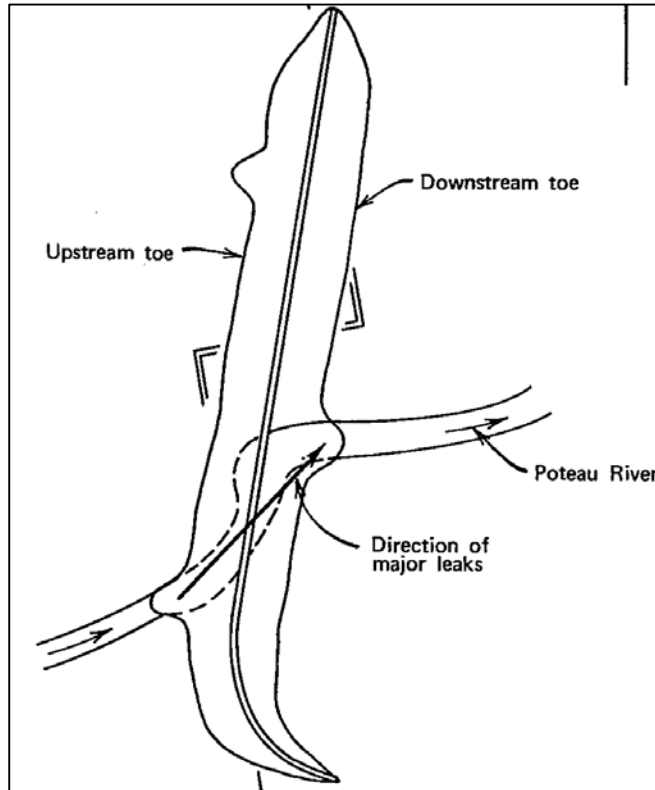 Downstream toe
Upstream toe
Poteau River
Direction of
major leaks